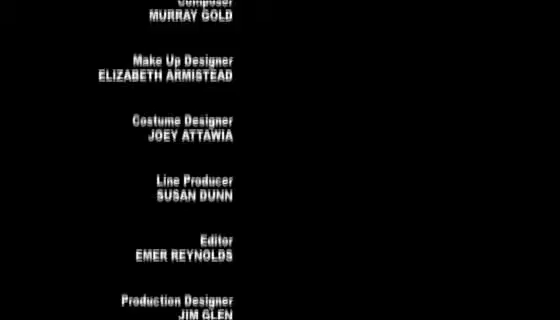 Composer
MURRAY GOLD
Make Up Designer
ELIZABETH ARMISTEAD
Costume Designer
JOEY ATTAWIA
Line Producer
SUSAN DUNN
Editor
EMER REYNOLDS
Production Designer
JIM GLEN